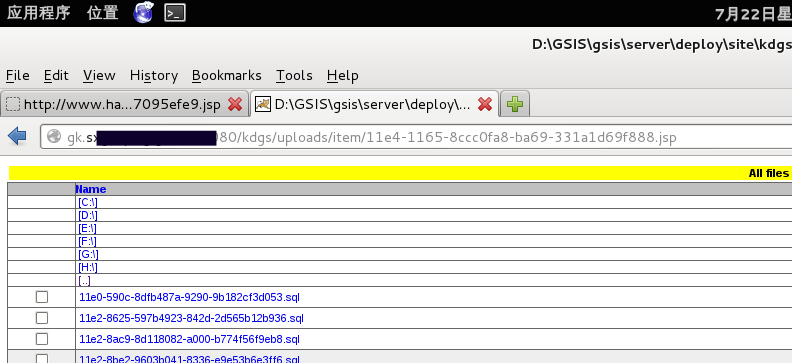 应用程序 位置 7月22日星
D:\GSIS\gsis\server\deploy\site\kdgs
File Edit View History Bookmarks Tools Help
http://www.ha...7095efe9.jsp D:\GSIS\gsis\server\deploy\...
gk.s 980/kdgs/uploads/item/11e4-1165-8ccc0fa8-ba69-331a1d69f888.jsp
All files
Name
[C:\]
[D:\]
[E:\]
[F:\]
[G:\]
[H:\]
[..]
11e0-590c-8dfb487a-9290-9b182cf3d053.sql
11e2-8625-597b4923-842d-2d565b12b936.sql
11e2-8ac9-8d118082-a000-b774f56f9eb8.sql
11e2-8be2-9603b041-8336-e9e53b6e3ff6.sql